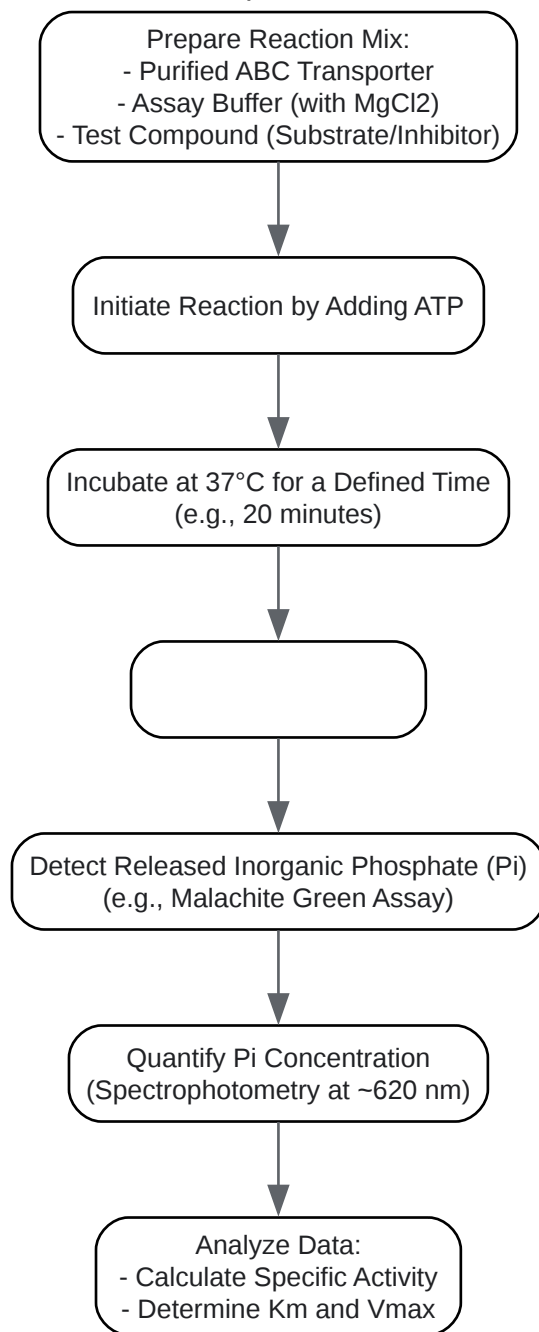 Prepare Reaction Mix:
- Purified ABC Transporter
- Assay Buffer (with MgCl2)
- Test Compound (Substrate/Inhibitor)
Initiate Reaction by Adding ATP
Incubate at 37°C for a Defined Time
(e.g., 20 minutes)
Detect Released Inorganic Phosphate (Pi)
(e.g., Malachite Green Assay)
Quantify Pi Concentration
(Spectrophotometry at ~620 nm)
Analyze Data:
- Calculate Specific Activity
- Determine Km and Vmax